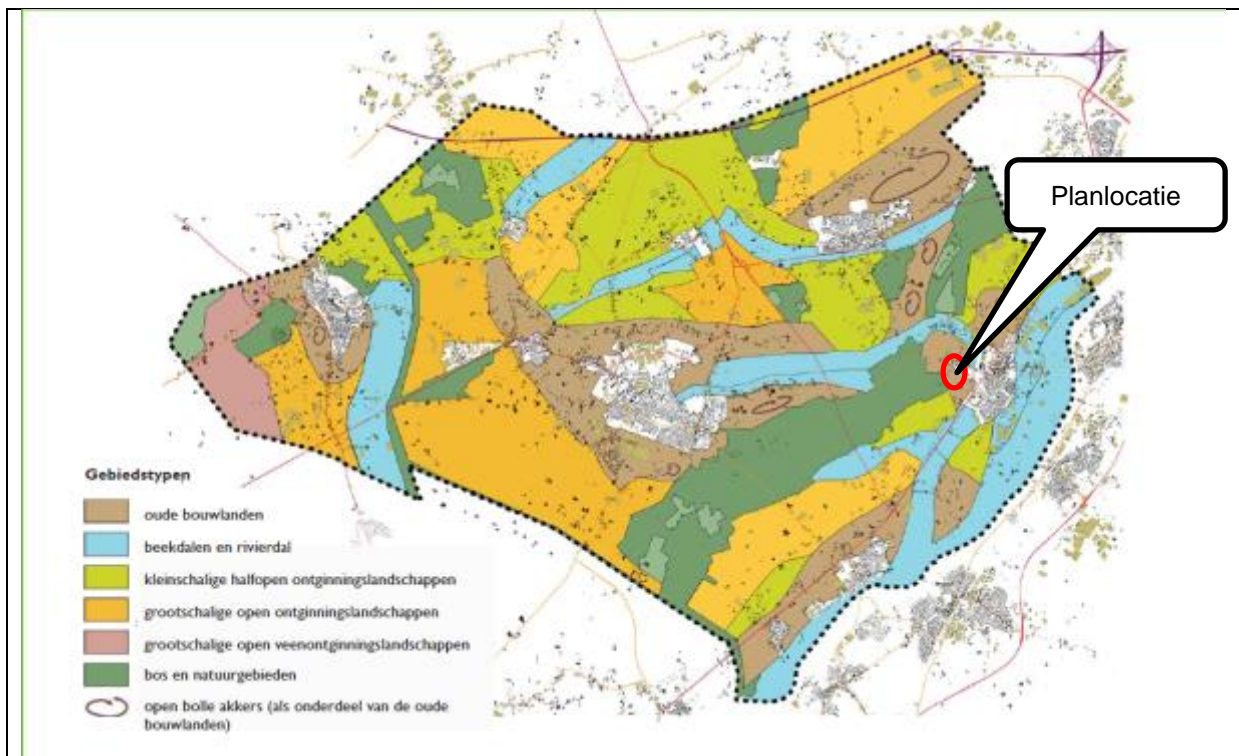 Planlocatie
Gebiedstypen
oude bouwlanden
beekdalen en rivierdal
kleinschalige halfopen ontginningslandschappen
grootschalige open ontginningslandschappen
grootschalige open veenontginningslandschappen
bos en natuurgebieden
open bolle akkers (als onderdeel van de oude
bouwlanden)